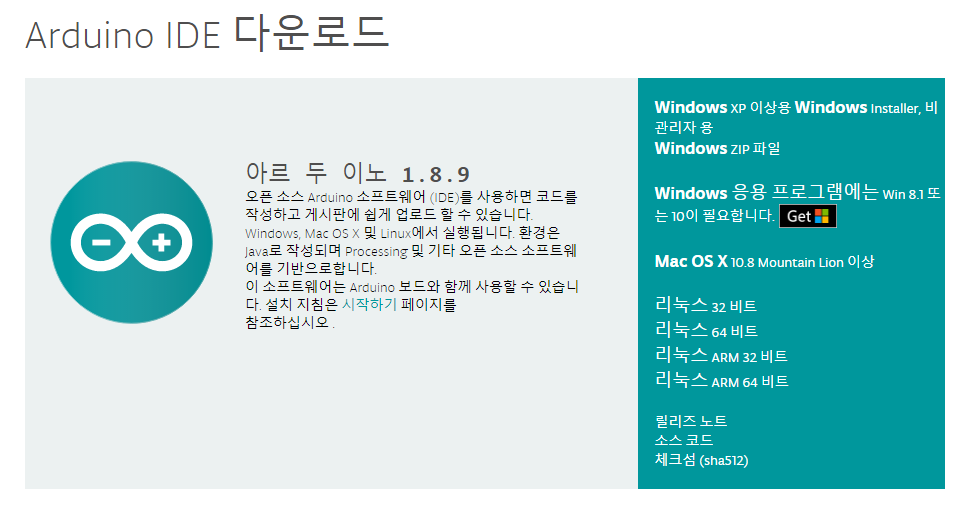 Arduino IDE 다운로드
아르 두 이노 1.8.9
오픈 소스 Arduino 소프트웨어 (IDE)를 사용하면 코드를
작성하고 게시판에 쉽게 업로드 할 수 있습니다.
Windows, Mac OS X 및 Linux에서 실행됩니다. 환경은
Java로 작성되며 Processing 및 기타 오픈 소스 소프트웨
어를 기반으로합니다.
이 소프트웨어는 Arduino 보드와 함께 사용할 수 있습니
다. 설치 지침은 시작하기 페이지를
참조하십시오 .
Windows XP 이상용 Windows Installer, 비
관리자 용
Windows ZIP 파일
Windows 응용 프로그램에는 Win 8.1 또
는 10이 필요합니다. Get
Mac OS X 10.8 Mountain Lion 이상
리눅스 32 비트
리눅스 64 비트
리눅스 ARM 32 비트
리눅스 ARM 64 비트
릴리즈 노트
소스 코드
체크섬 (sha512)